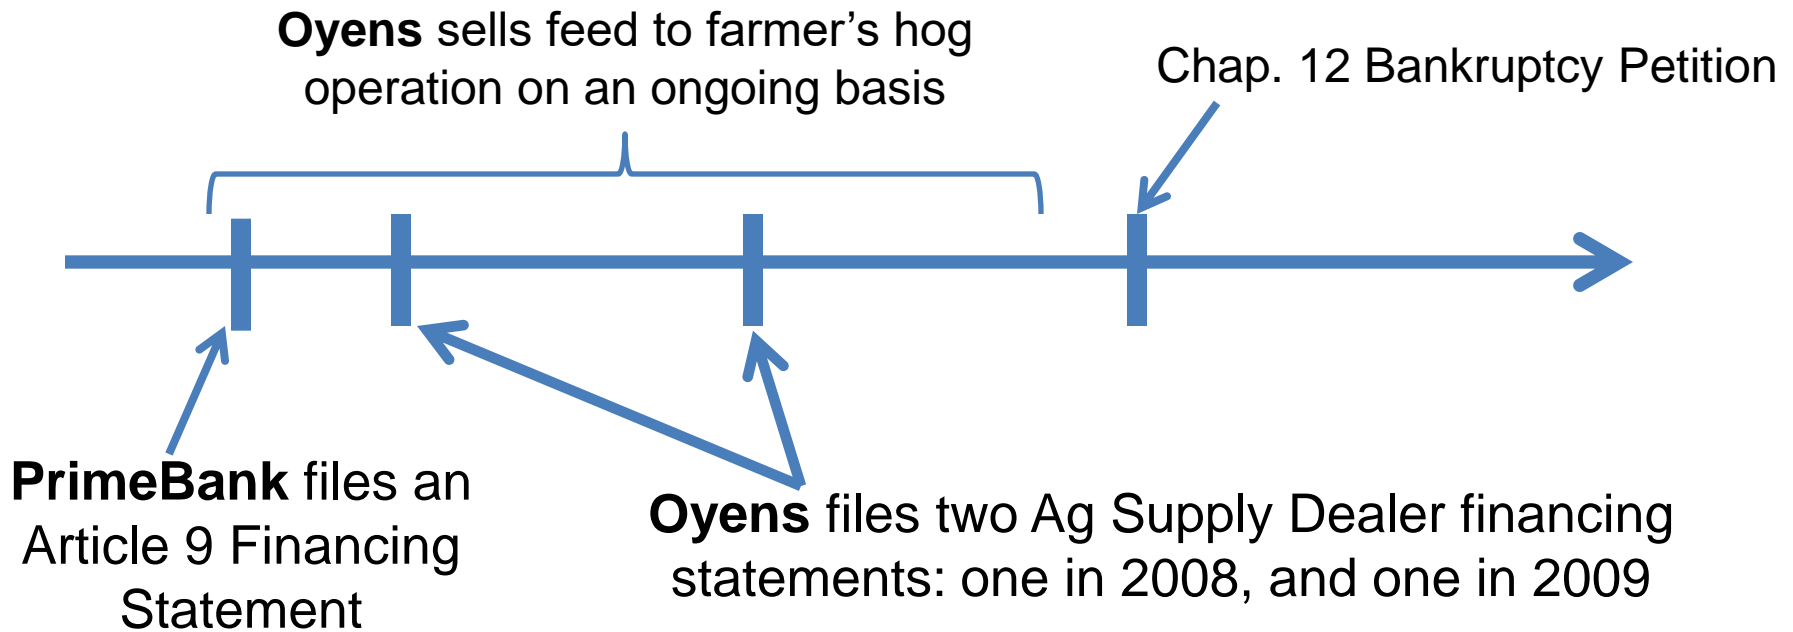 Oyens sells feed to farmer’s hog
operation on an ongoing basis
Chap. 12 Bankruptcy Petition
PrimeBank files an
Article 9 Financing
Statement
Oyens files two Ag Supply Dealer financing
statements: one in 2008, and one in 2009